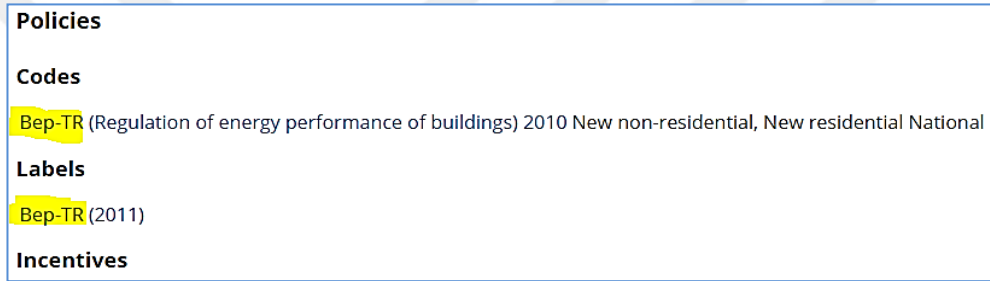 Policies
Codes
Bep-TR (Regulation of energy performance of buildings) 2010 New non-residential, New residential National
Labels
Bep-TR (2011)
Incentives